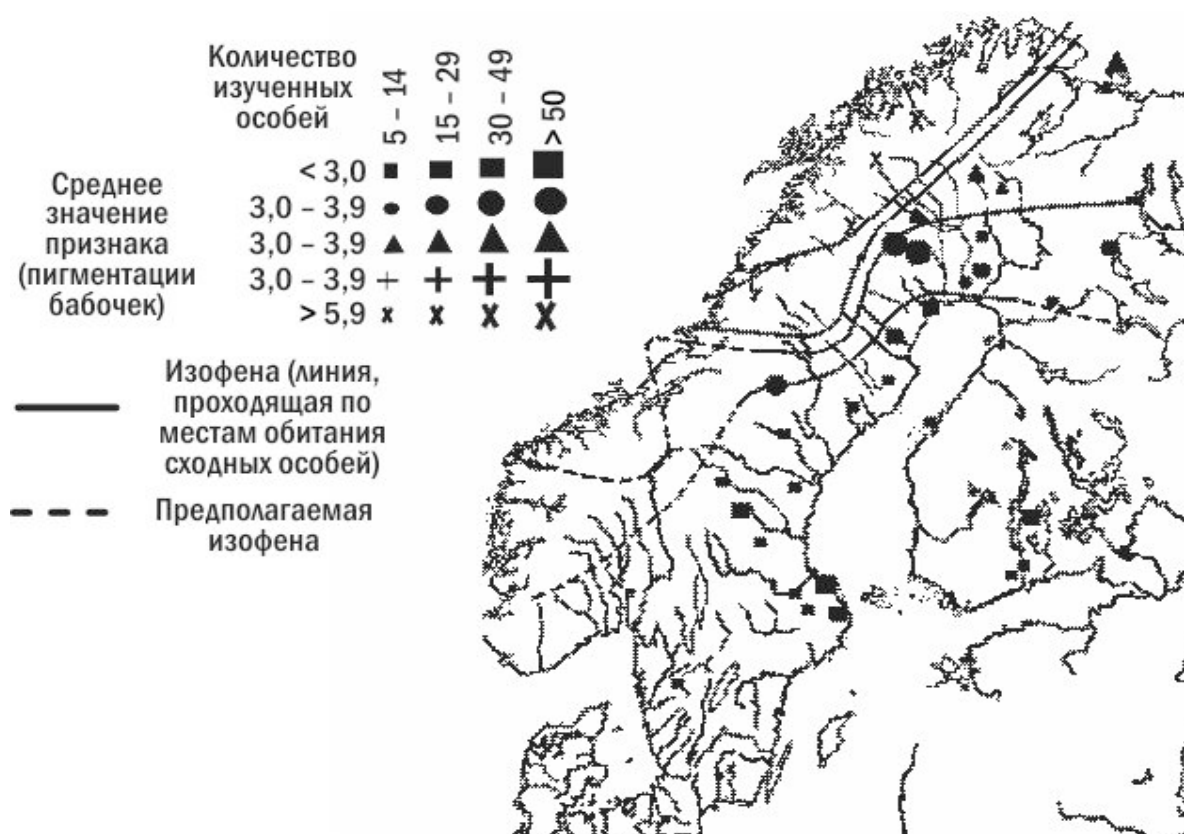 Количество
изученных
особей
5 – 14
15 – 29
30 – 49
> 50
Среднее
значение
признака
(пигментации
бабочек)
< 3,0
3,0 – 3,9
3,0 – 3,9
3,0 – 3,9
> 5,9
Изофена (линия,
проходящая по
местам обитания
сходных особей)
Предполагаемая
изофена